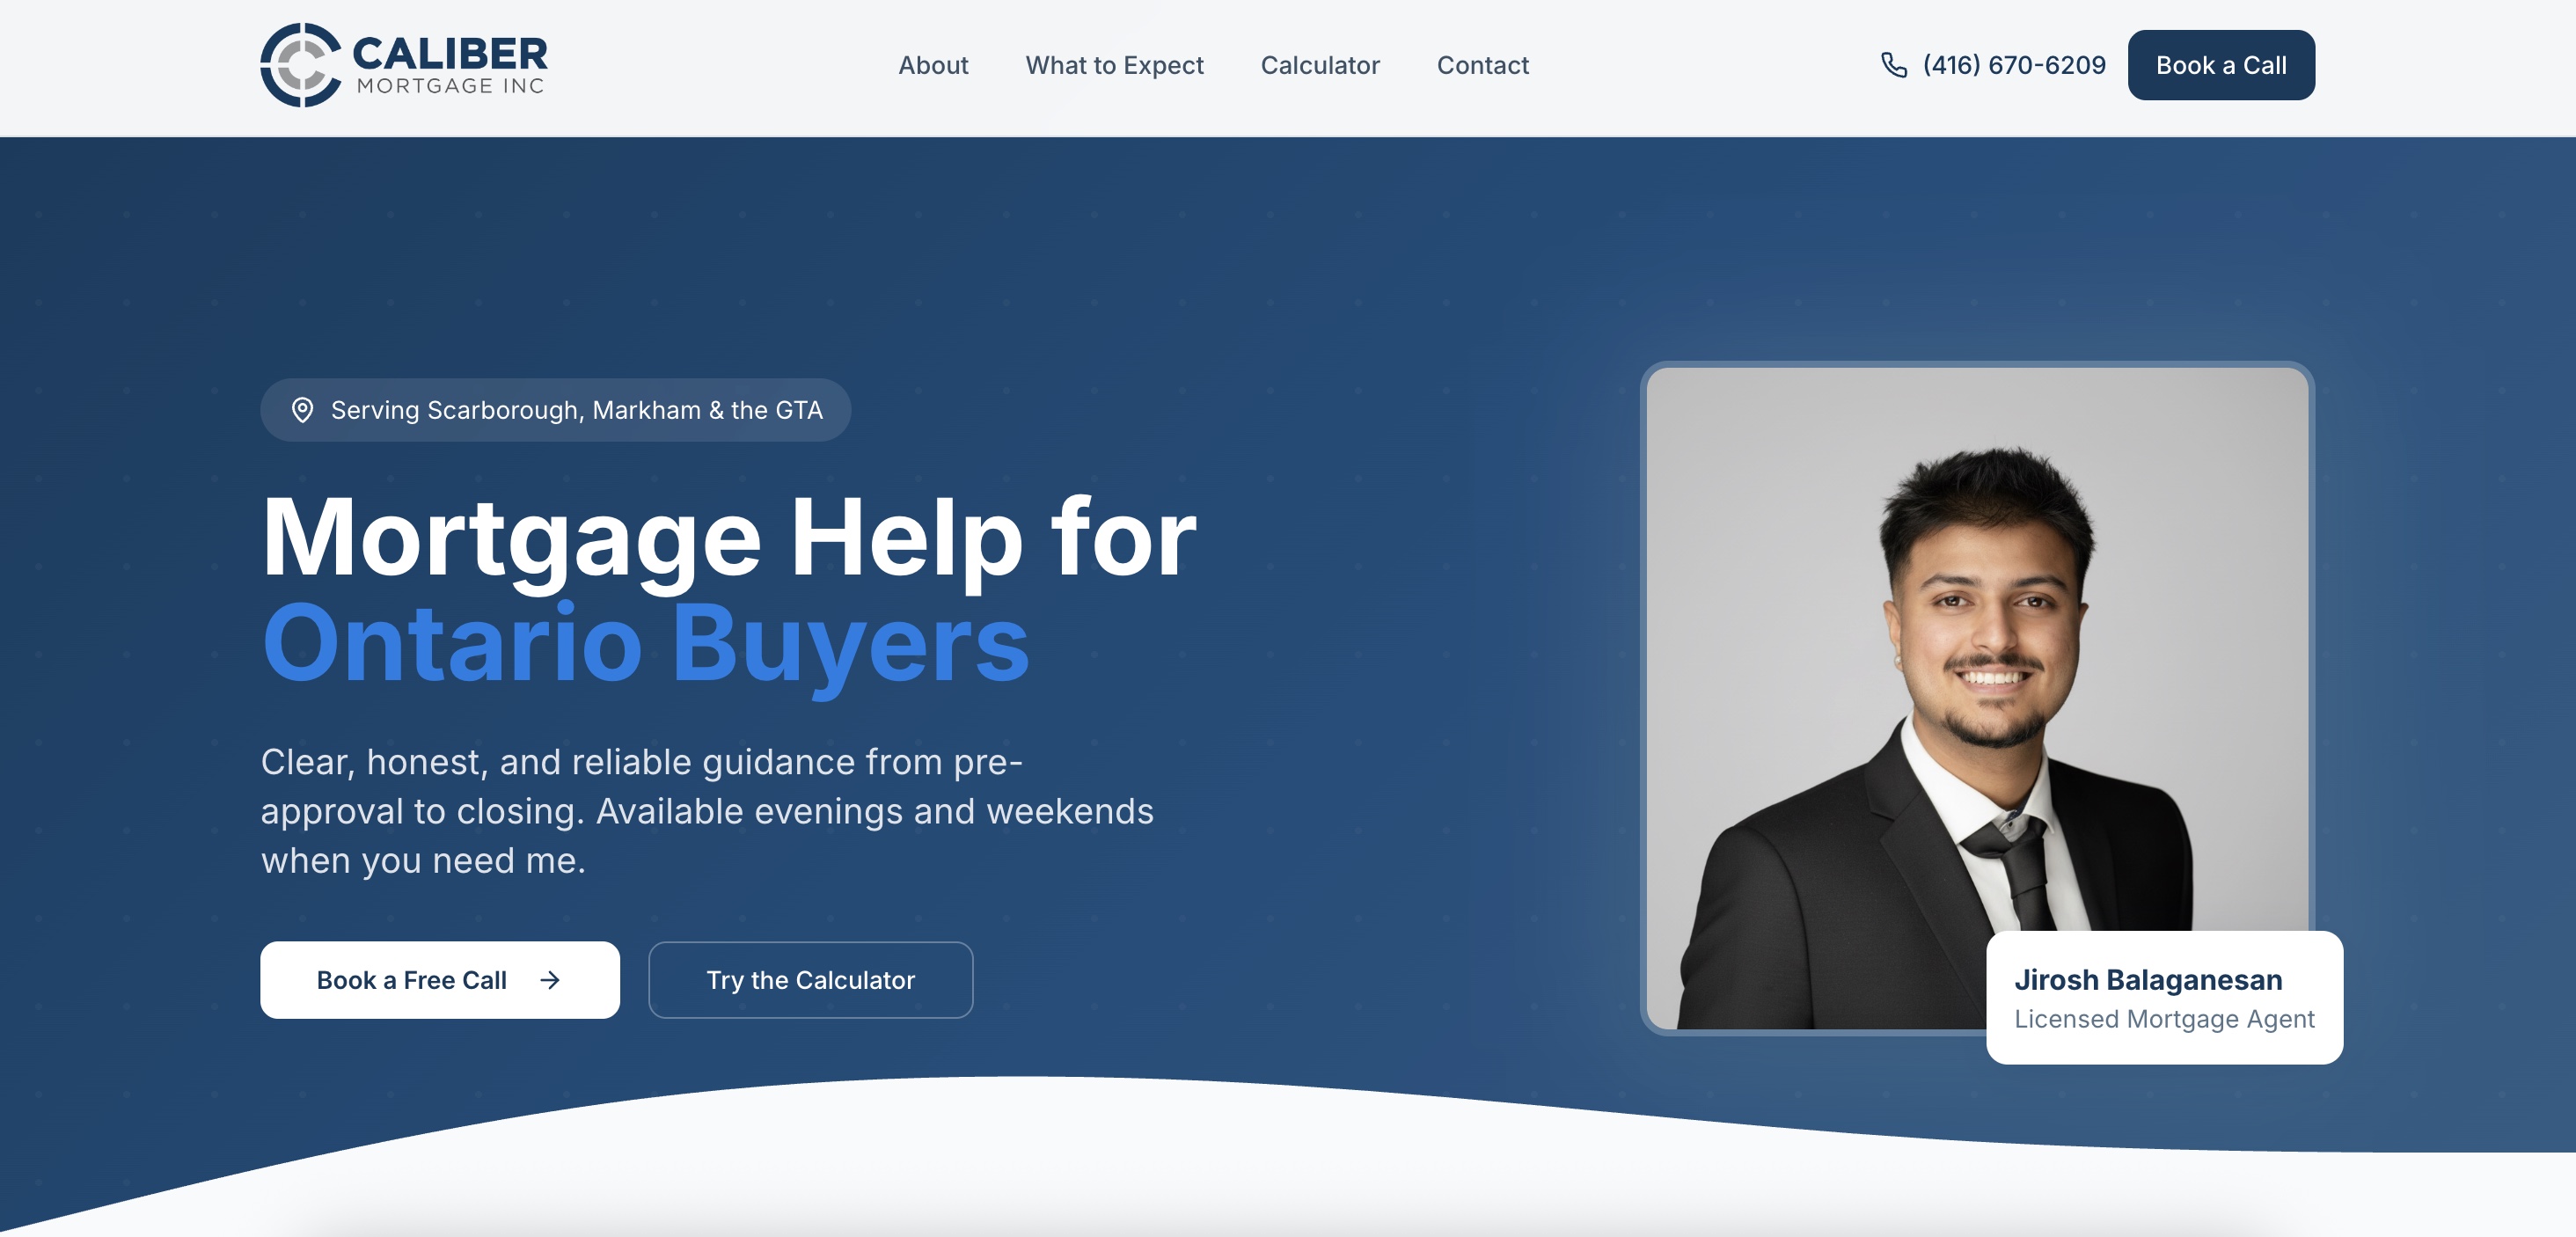 CALIBER
MORTGAGE INC
About
What to Expect
Calculator
Contact
(416) 670-6209
Book a Call
Serving Scarborough, Markham & the GTA
Mortgage Help for
Ontario Buyers
Clear, honest, and reliable guidance from pre-
approval to closing. Available evenings and weekends
when you need me.
Book a Free Call
Try the Calculator
Jirosh Balaganesan
Licensed Mortgage Agent